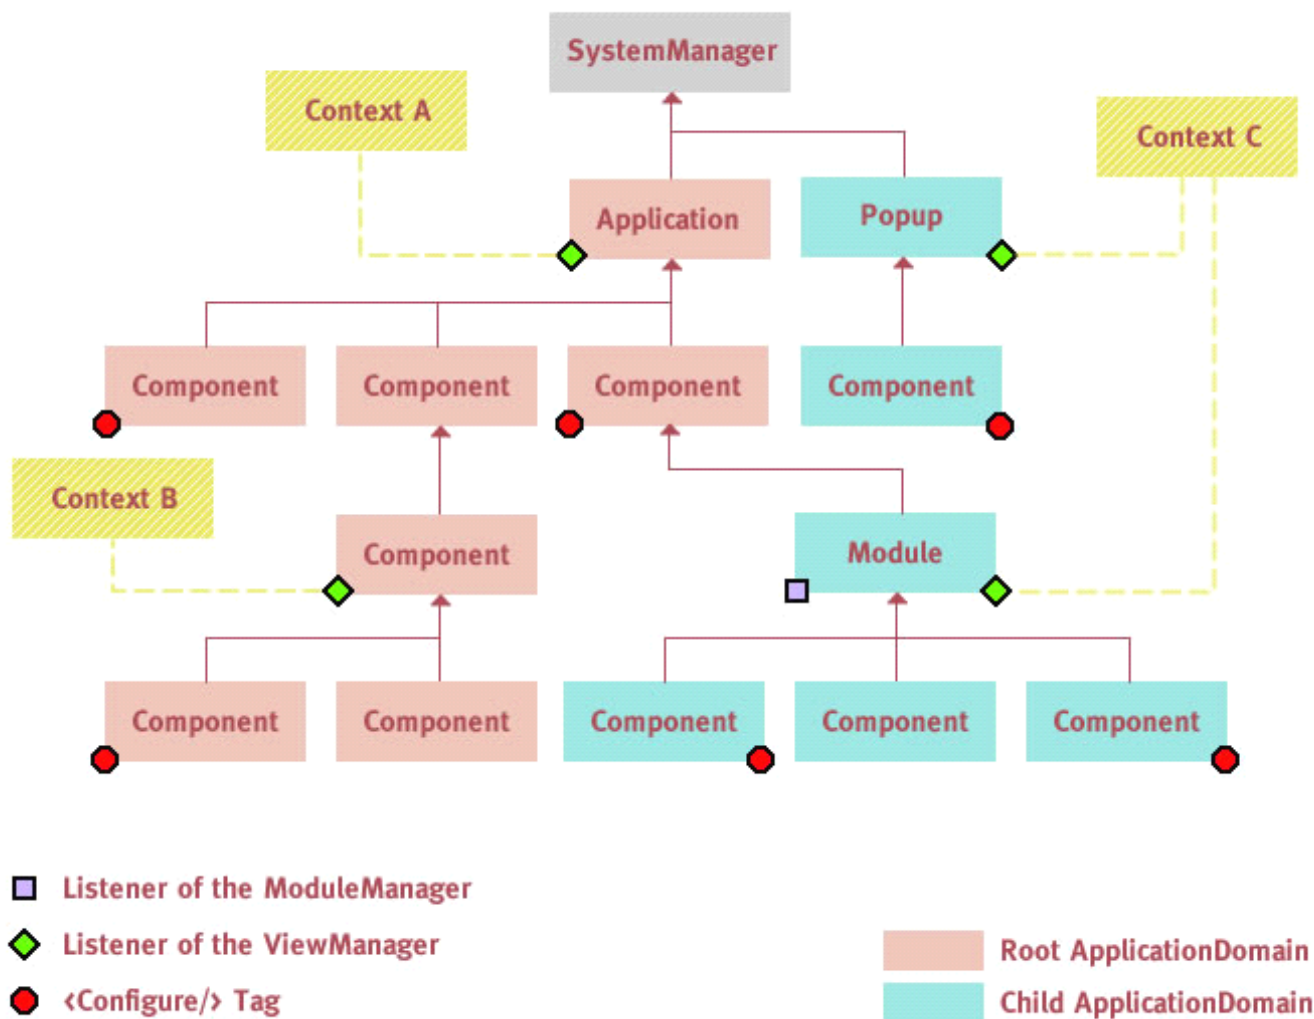 SystemManager
Context A
Context C
Application
Popup
Component
Component
Component
Component
Context B
Component
Module
Component
Component
Component
Component
Component
Listener of the ModuleManager
Listener of the ViewManager
<Configure/> Tag
Root ApplicationDomain
Child ApplicationDomain